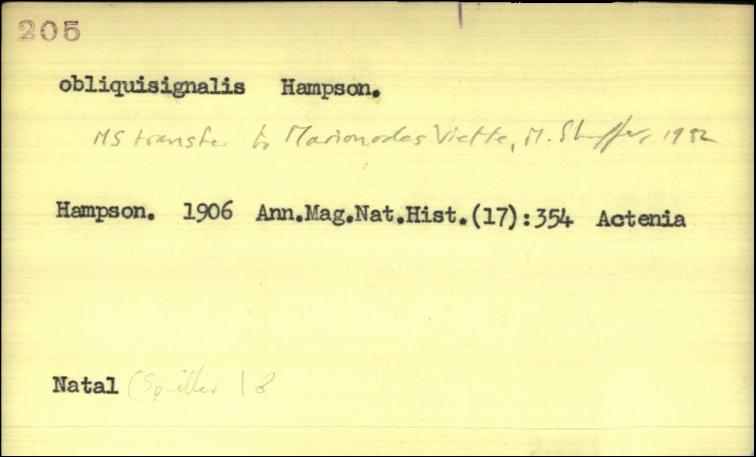 205
obliquisignalis Hampson.
MS transfer to Marionodes Viette, M. Shaffer, 1982
Hampson. 1906 Ann.Mag.Nat.Hist.(17):354 Actenia
Natal (Spiller)